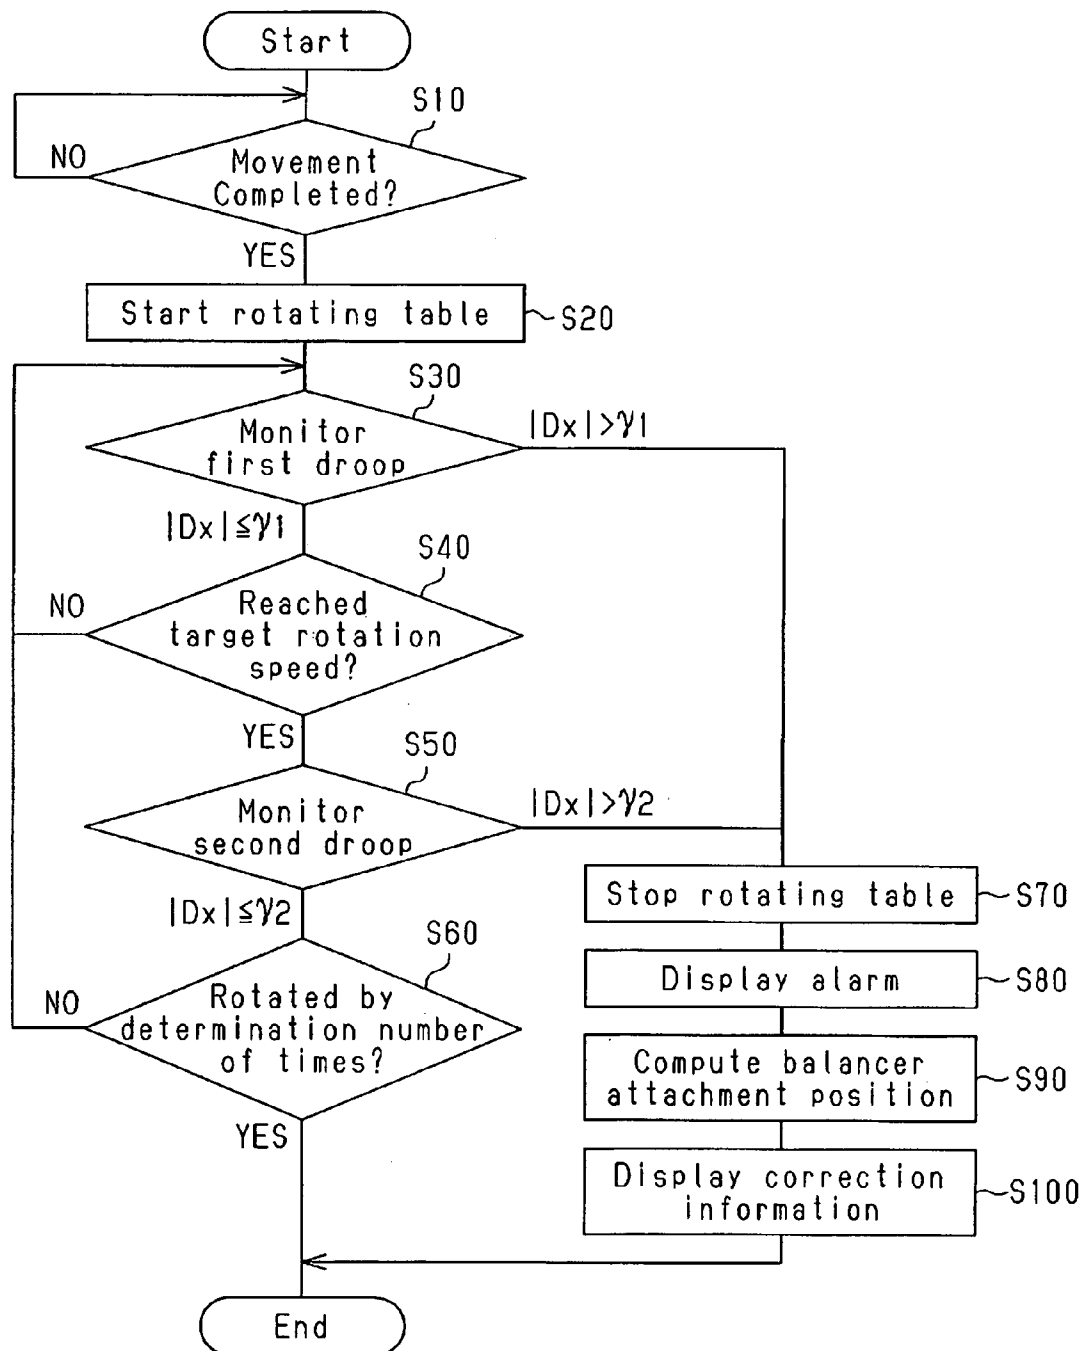 Start
S10
NO
Movement
Completed?
YES
Start rotating table
S20
S30
Monitor
first droop
|Dx|>γ1
|Dx|≦γ1
S40
NO
Reached
target rotation
speed?
YES
S50
Monitor
second droop
|Dx|>γ2
|Dx|≦γ2
Stop rotating table
S70
S60
NO
Rotated by
determination number
of times?
YES
Display alarm
S80
Compute balancer
attachment position
S90
Display correction
information
S100
End